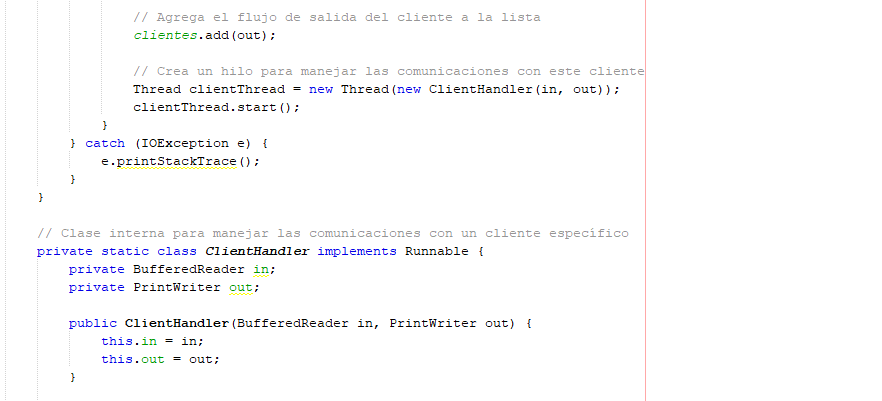 // Agrega el flujo de salida del cliente a la lista
clientes.add(out);
// Crea un hilo para manejar las comunicaciones con este cliente
Thread clientThread = new Thread(new ClientHandler(in, out));
clientThread.start();
}
} catch (IOException e) {
e.printStackTrace();
}
}
// Clase interna para manejar las comunicaciones con un cliente específico
private static class ClientHandler implements Runnable {
private BufferedReader in;
private PrintWriter out;
public ClientHandler(BufferedReader in, PrintWriter out) {
this.in = in;
this.out = out;
}